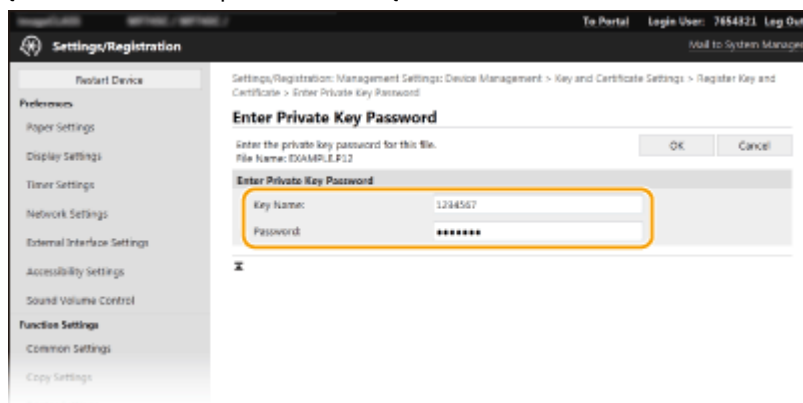 To Portal Login User: 7654321 Log Out
Settings/Registration
Mail to System Manager
Restart Device
Preferences
Paper Settings
Display Settings
Timer Settings
Network Settings
External Interface Settings
Accessibility Settings
Sound Volume Control
Function Settings
Common Settings
Copy Settings
Settings/Registration: Management Settings: Device Management > Key and Certificate Settings > Register Key and
Certificate > Enter Private Key Password
Enter Private Key Password
Enter the private key password for this file.
File Name: EXAMPLE.P12
OK Cancel
Enter Private Key Password
Key Name: 1234567
Password: •••••••